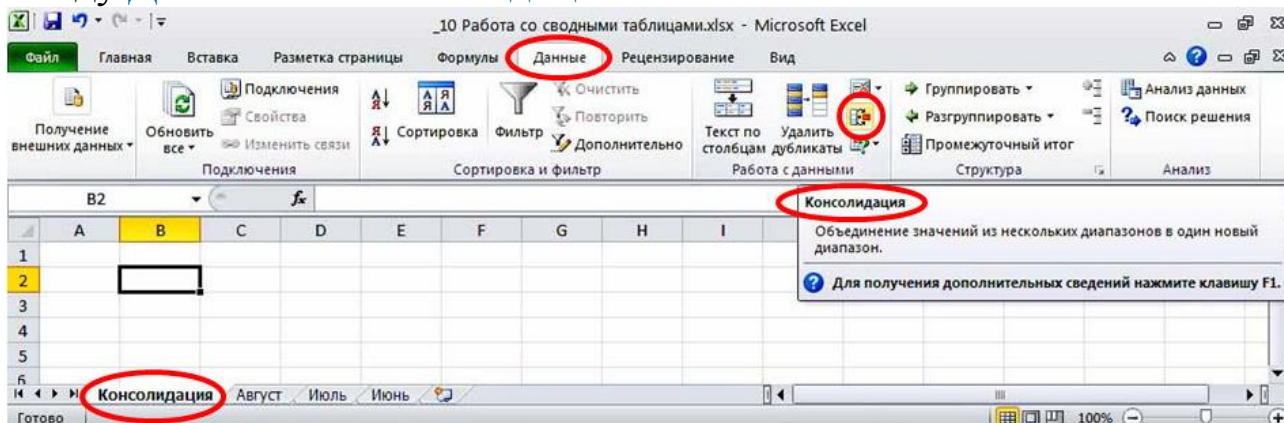 _10 Работа со сводными таблицами.xlsx - Microsoft Excel
Файл Главная Вставка Разметка страницы Формулы Данные Рецензирование Вид
Получение внешних данных
Обновить все
Подключения
Свойства
Изменить связи
Подключения
Сортировка
Фильтр
Очистить
Повторить
Дополнительно
Сортировка и фильтр
Текст по столбцам
Удалить дубликаты
Работа с данными
Группировать
Разгруппировать
Промежуточный итог
Структура
Анализ данных
Поиск решения
Анализ
B2 fx
Консолидация
Объединение значений из нескольких диапазонов в один новый
диапазон.
Для получения дополнительных сведений нажмите клавишу F1.
A B C D E F G H I
1
2
3
4
5
6
Консолидация Август Июль Июнь
Готово 100%